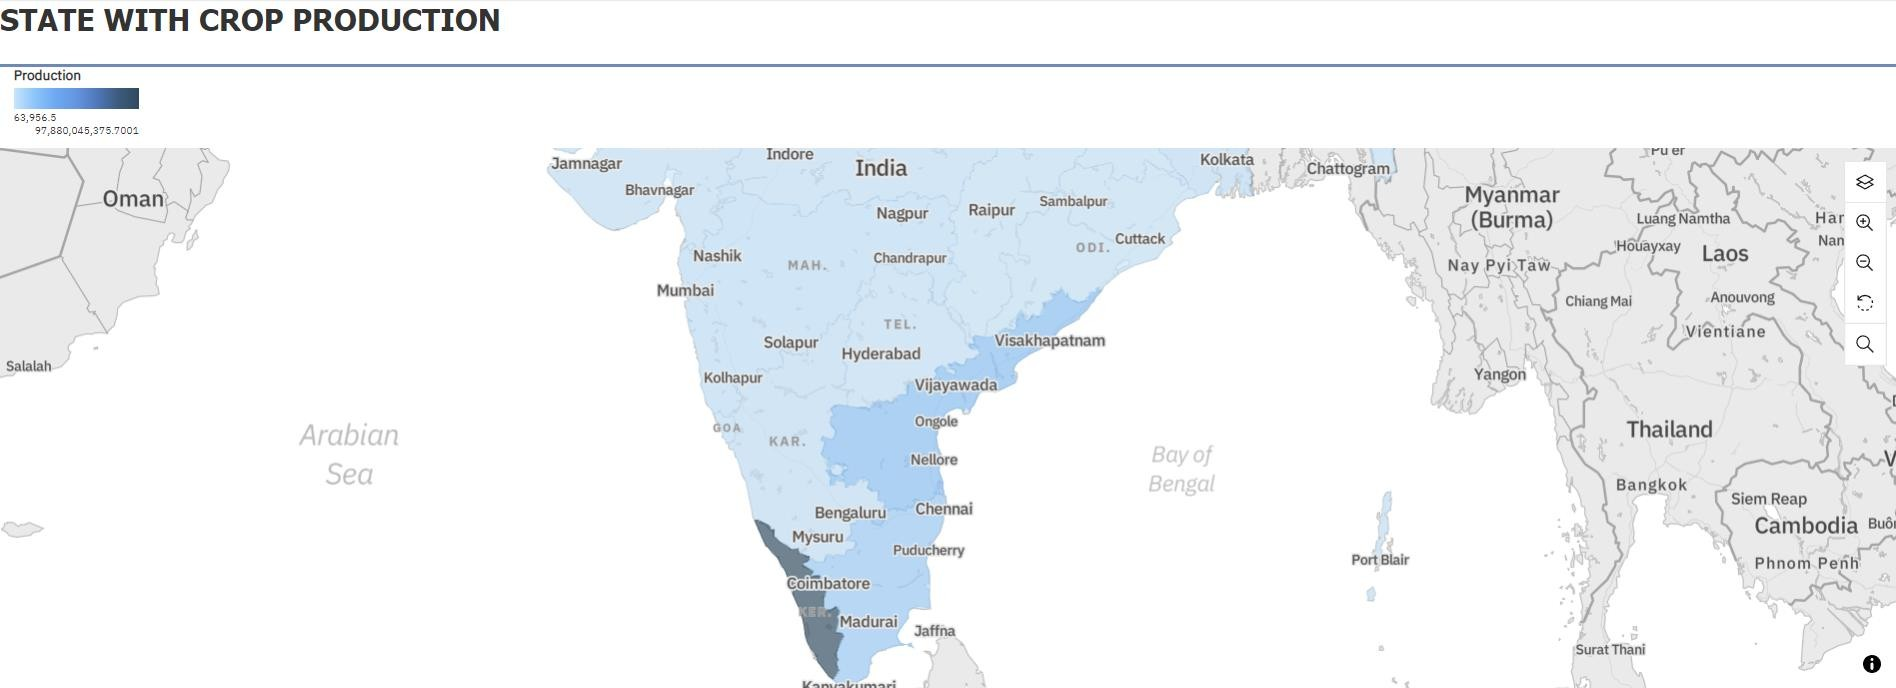 STATE WITH CROP PRODUCTION
Production
63,956.5
97,880,045,375.7001
Jamnagar
Indore
India
Kolkata
Chattogram
Pu'er
Oman
Bhavnagar
Nagpur
Raipur
Sambalpur
Myanmar
(Burma)
Luang Namtha
Cuttack
ODI.
Houayxay
Laos
Nashik
MAH.
Chandrapur
Nay Pyi Taw
Mumbai
Chiang Mai
Anouvong
TEL.
Vientiane
Solapur
Hyderabad
Visakhapatnam
Salalah
Kolhapur
Vijayawada
Yangon
Arabian
Sea
GOA
KAR.
Ongole
Nellore
Bay of
Bengal
Thailand
Bangkok
Siem Reap
Bengaluru
Chennai
Cambodia
Mysuru
Puducherry
Port Blair
Phnom Penh
Coimbatore
KER.
Madurai
Jaffna
Surat Thani
Kanyakumari